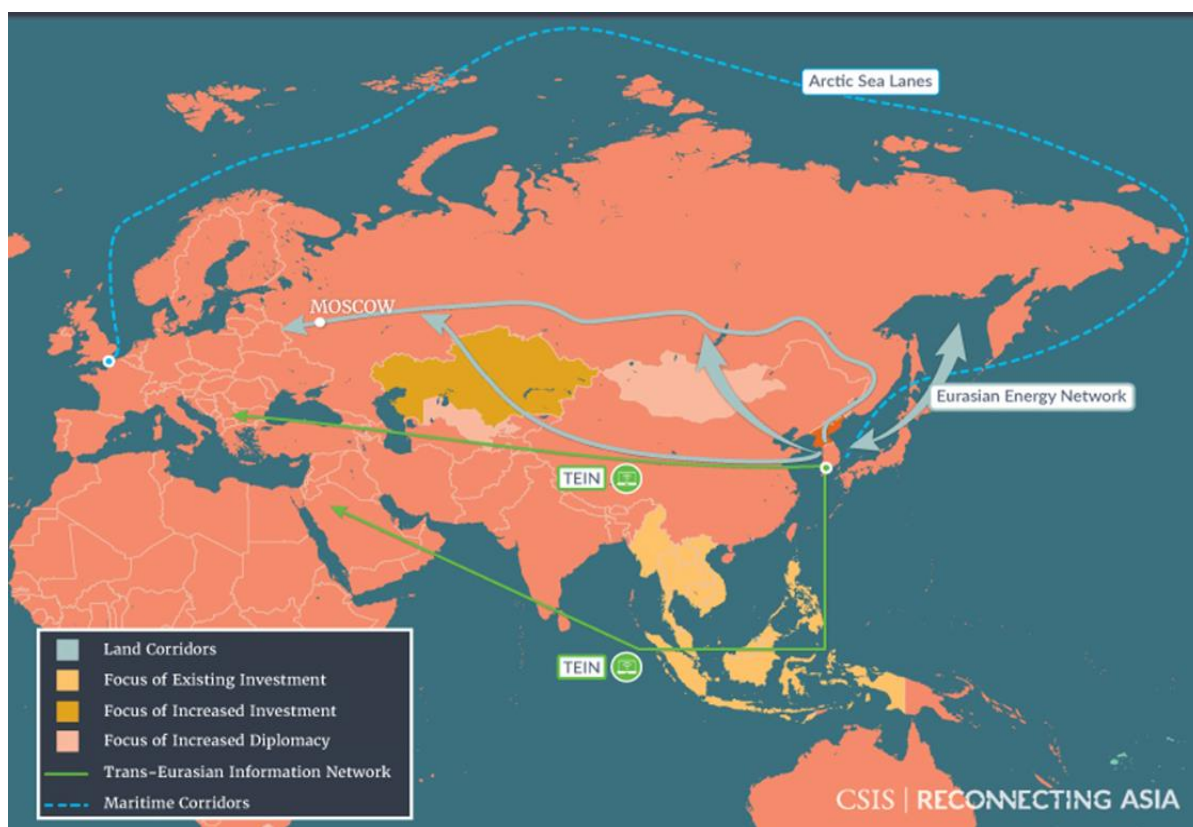 Arctic Sea Lanes
MOSCOW
Eurasian Energy Network
TEIN
TEIN
Land Corridors
Focus of Existing Investment
Focus of Increased Investment
Focus of Increased Diplomacy
Trans-Eurasian Information Network
Maritime Corridors
CSIS | RECONNECTING ASIA